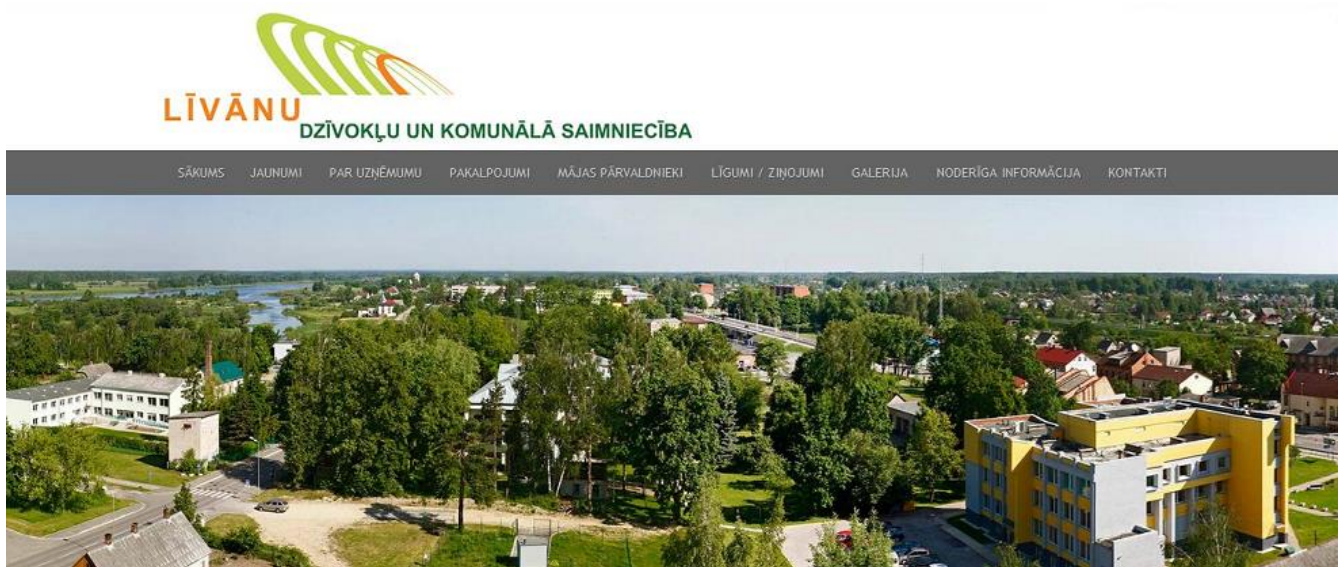 LĪVĀNU
DZĪVOKĻU UN KOMUNĀLĀ SAIMNIECĪBA
SĀKUMS JAUNUMI PAR UZŅĒMUMU PAKALPOJUMI MĀJAS PĀRVALDNIEKI LĪGUMI / ZIŅOJUMI GALERIJA NODERĪGA INFORMĀCIJA KONTAKTI